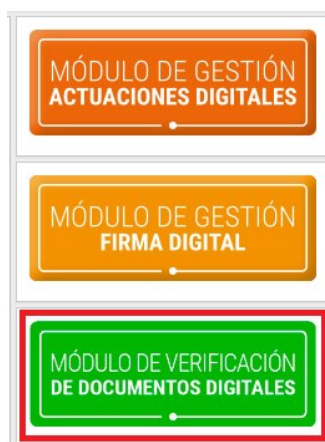 MÓDULO DE GESTIÓN
ACTUACIONES DIGITALES
MÓDULO DE GESTIÓN
FIRMA DIGITAL
MÓDULO DE VERIFICACIÓN
DE DOCUMENTOS DIGITALES